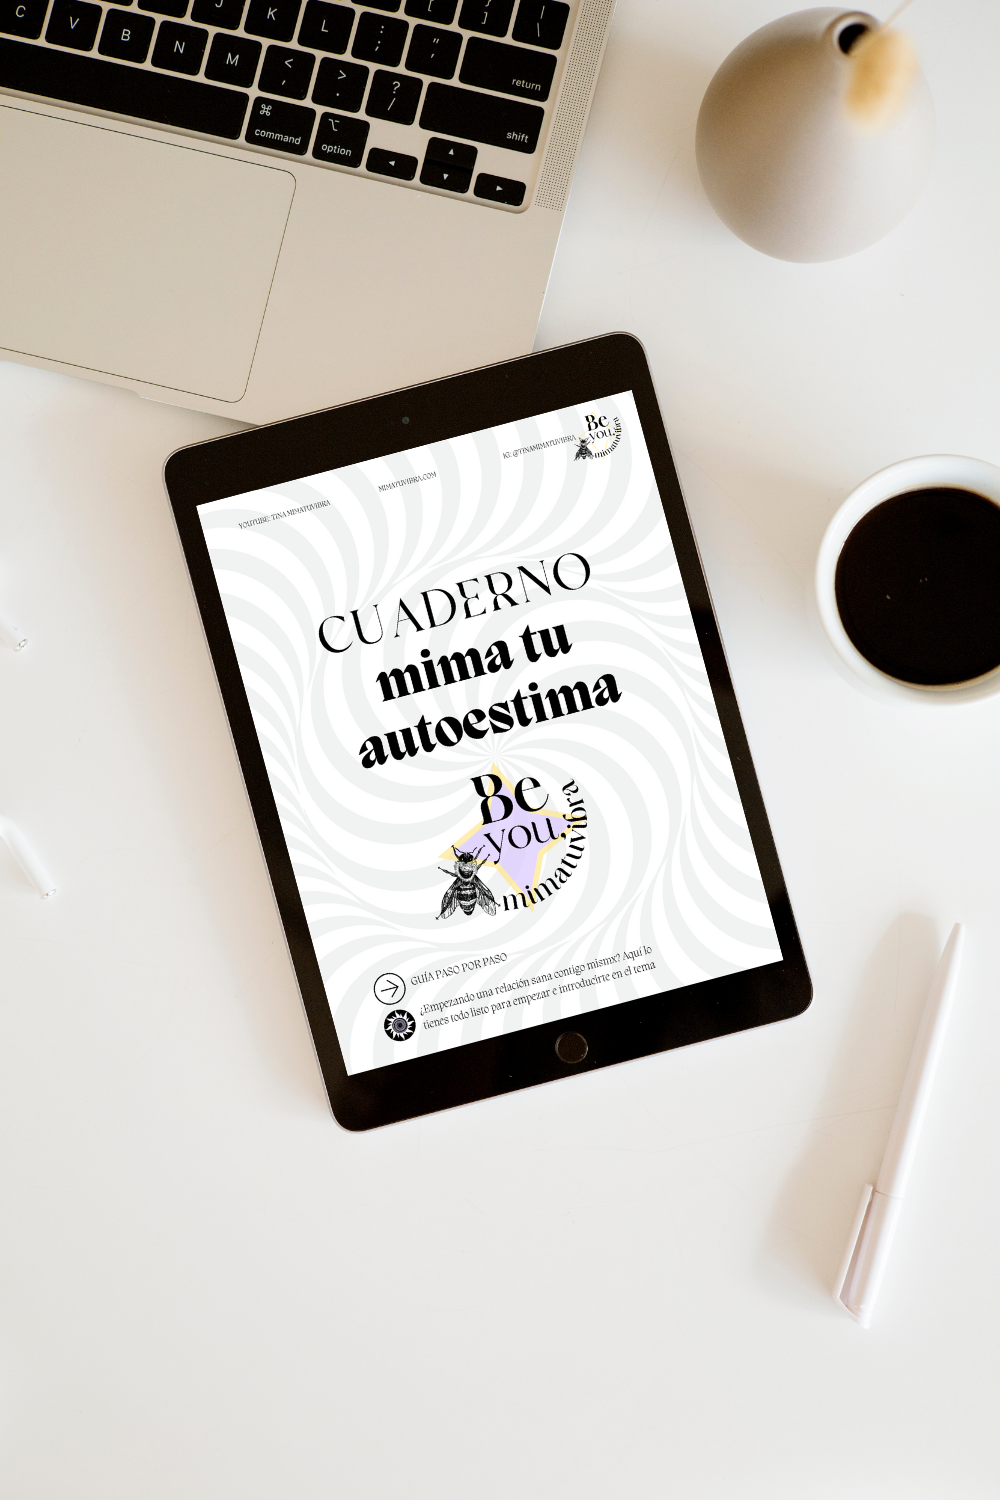 C V B N M < , > . ? /
J K L : ; " ' [ ] | \
return
shift
⌘ command
⌥ option
YOUTUBE: TINA MIMATUVIBRA
MIMATUVIBRA.COM
IG: @TINAMIMATUVIBRA
Be
you,
mimatuvibra
CUADERNO
mima tu
autoestima
Be
you,
mimatuvibra
GUÍA PASO POR PASO
¿Empezando una relación sana contigo mismx? Aquí lo
tienes todo listo para empezar e introducirte en el tema